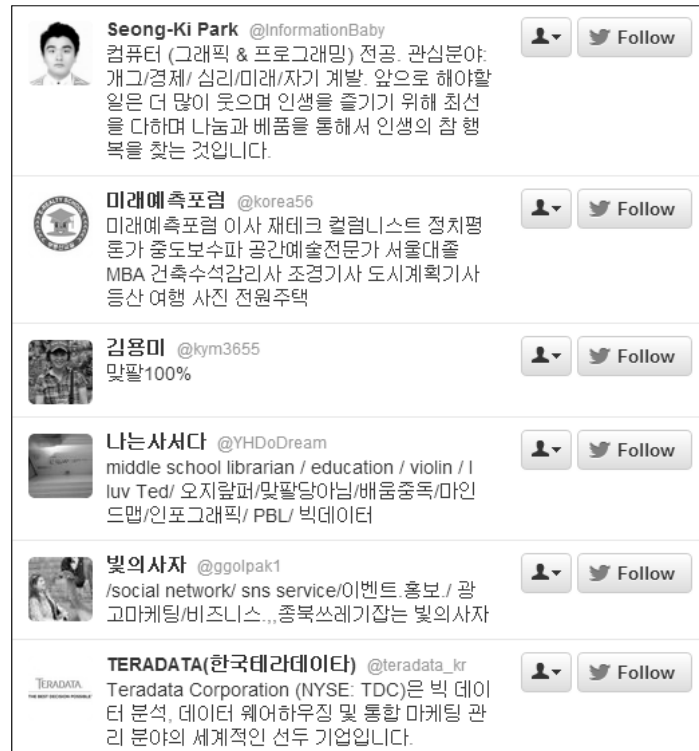 Seong-Ki Park @InformationBaby
컴퓨터 (그래픽 & 프로그래밍) 전공. 관심분야:
개그/경제/ 심리/미래/자기 계발. 앞으로 해야할
일은 더 많이 웃으며 인생을 즐기기 위해 최선
을 다하며 나눔과 베품을 통해서 인생의 참 행
복을 찾는 것입니다.
Follow
미래예측포럼 @korea56
미래예측포럼 이사 재테크 컬럼니스트 정치평
론가 중도보수파 공간예술전문가 서울대졸
MBA 건축수석감리사 조경기사 도시계획기사
등산 여행 사진 전원주택
Follow
김용미 @kym3655
맞팔100%
Follow
나는사서다 @YHDoDream
middle school librarian / education / violin / I
luv Ted/ 오지랖퍼/맞팔당아님/배움중독/마인
드맵/인포그래픽/ PBL/ 빅데이터
Follow
빛의사자 @ggolpak1
/social network/ sns service/이벤트.홍보./ 광
고마케팅/비즈니스.,,종북쓰레기잡는 빛의사자
Follow
TERADATA
THE BEST DECISION POSSIBLE
TERADATA(한국테라데이타) @teradata_kr
Teradata Corporation (NYSE: TDC)은 빅 데이
터 분석, 데이터 웨어하우징 및 통합 마케팅 관
리 분야의 세계적인 선두 기업입니다.
Follow